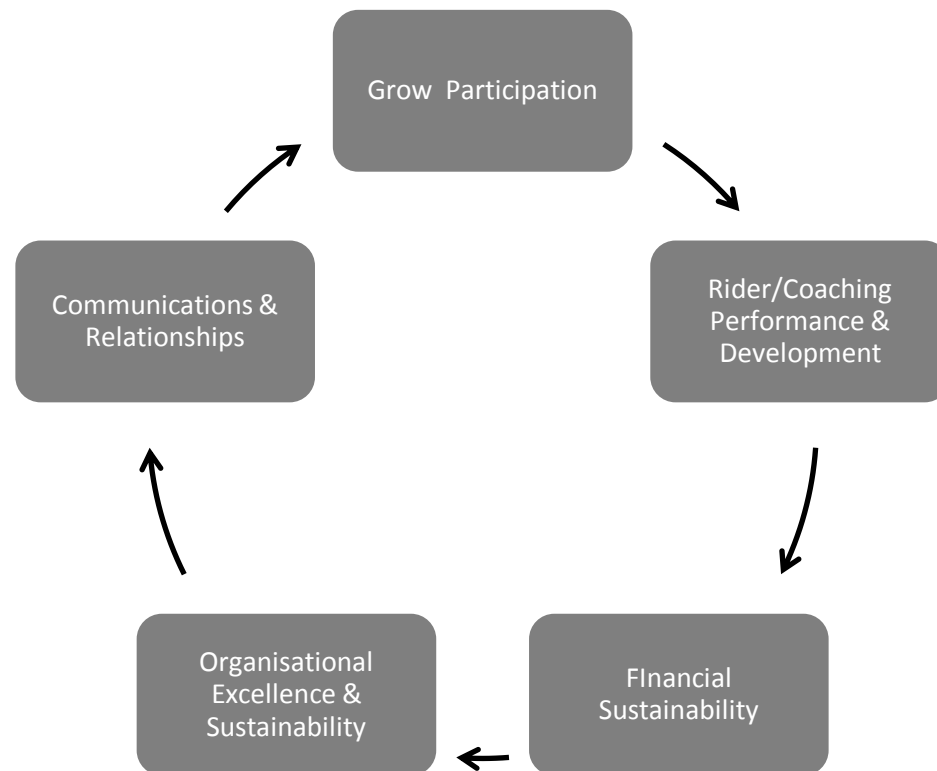 Grow  Participation
Rider/Coaching
Performance &
Development
FInancial
Sustainability
Organisational
Excellence &
Sustainability
Communications &
Relationships